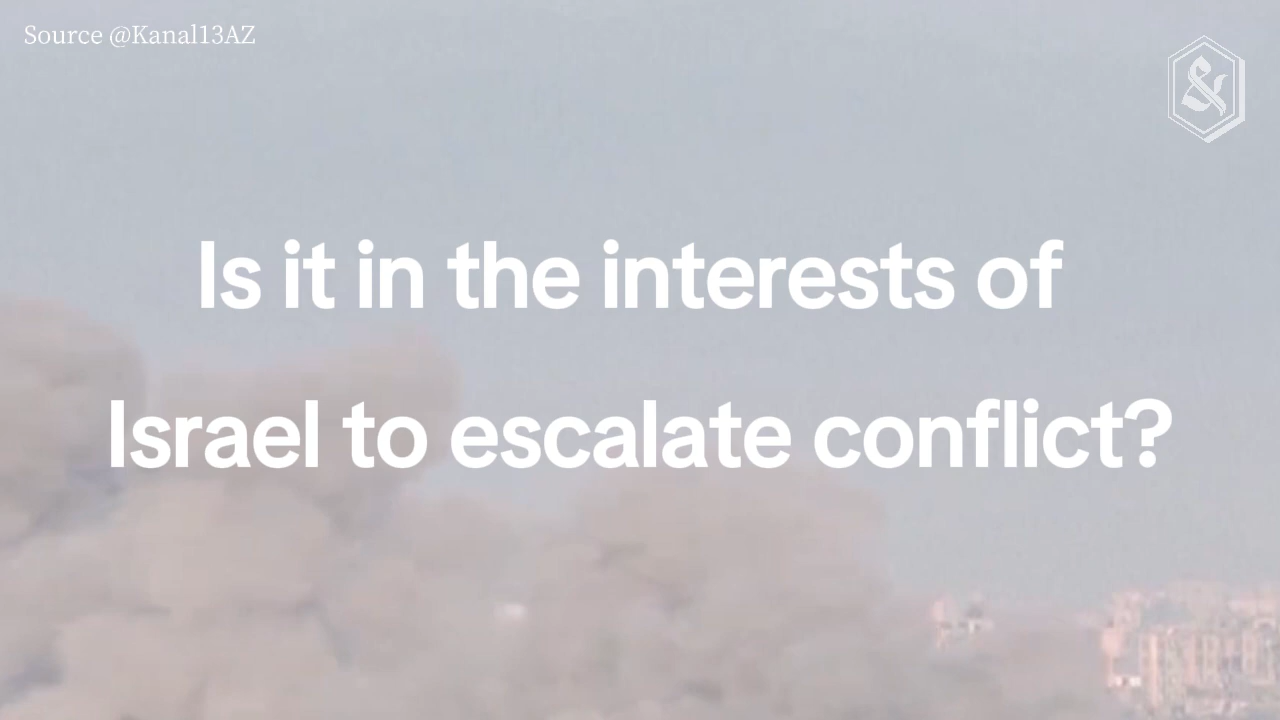 Source @Kanal13AZ
&
Is it in the interests of
Israel to escalate conflict?